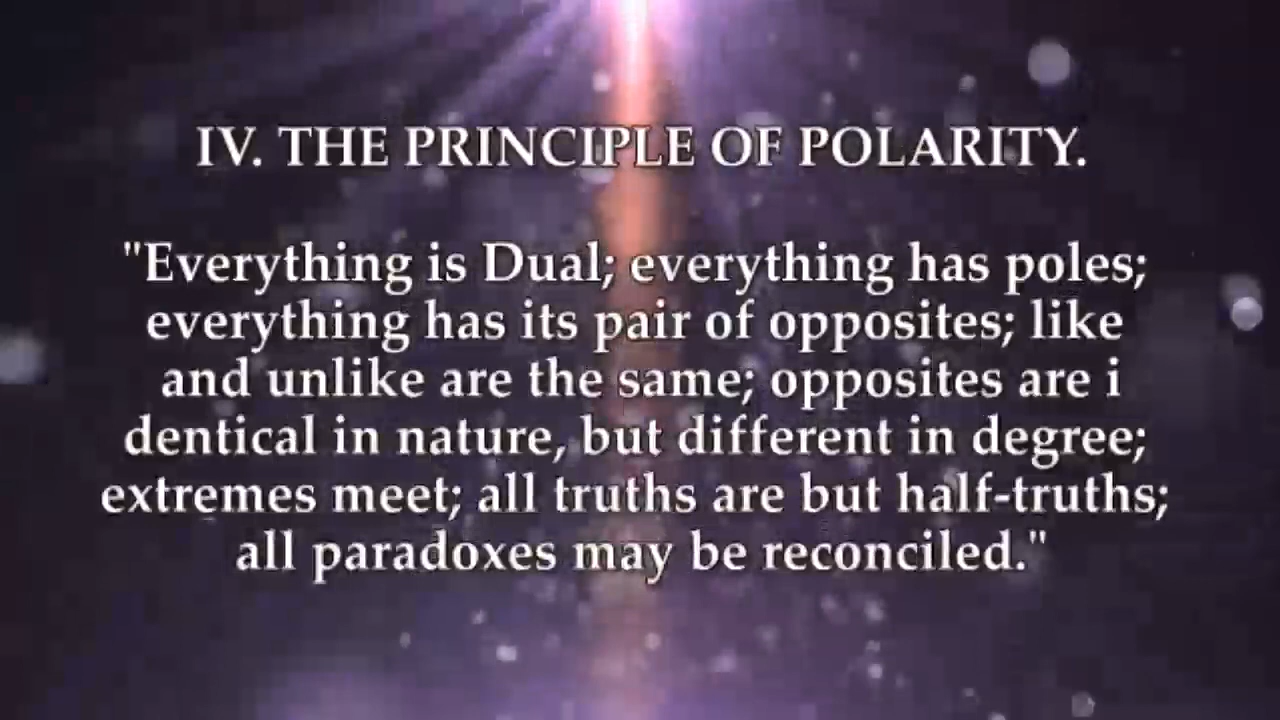 IV. THE PRINCIPLE OF POLARITY.
"Everything is Dual; everything has poles;
everything has its pair of opposites; like
and unlike are the same; opposites are i
dentical in nature, but different in degree;
extremes meet; all truths are but half-truths;
all paradoxes may be reconciled."